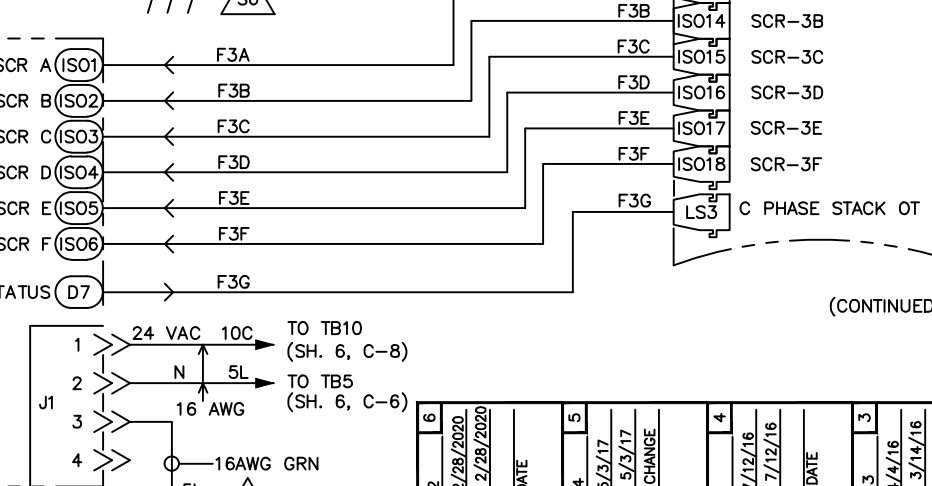 F3B ISO14 SCR-3B
SCR A ISO1 F3A
F3C ISO15 SCR-3C
SCR B ISO2 F3B
F3D ISO16 SCR-3D
SCR C ISO3 F3C
F3E ISO17 SCR-3E
SCR D ISO4 F3D
F3F ISO18 SCR-3F
SCR E ISO5 F3E
F3G LS3 C PHASE STACK OT
SCR F ISO6 F3F
TATUS D7 F3G
(CONTINUED
J1
1 24 VAC 10C TO TB10
(SH. 6, C-8)
2 N 5L TO TB5
(SH. 6, C-6)
16 AWG
3
4 16AWG GRN
6
2/28/2020
2/28/2020
DATE
5
5/3/17
5/3/17
CHANGE
4
7/12/16
7/12/16
DATE
3
3/14/16